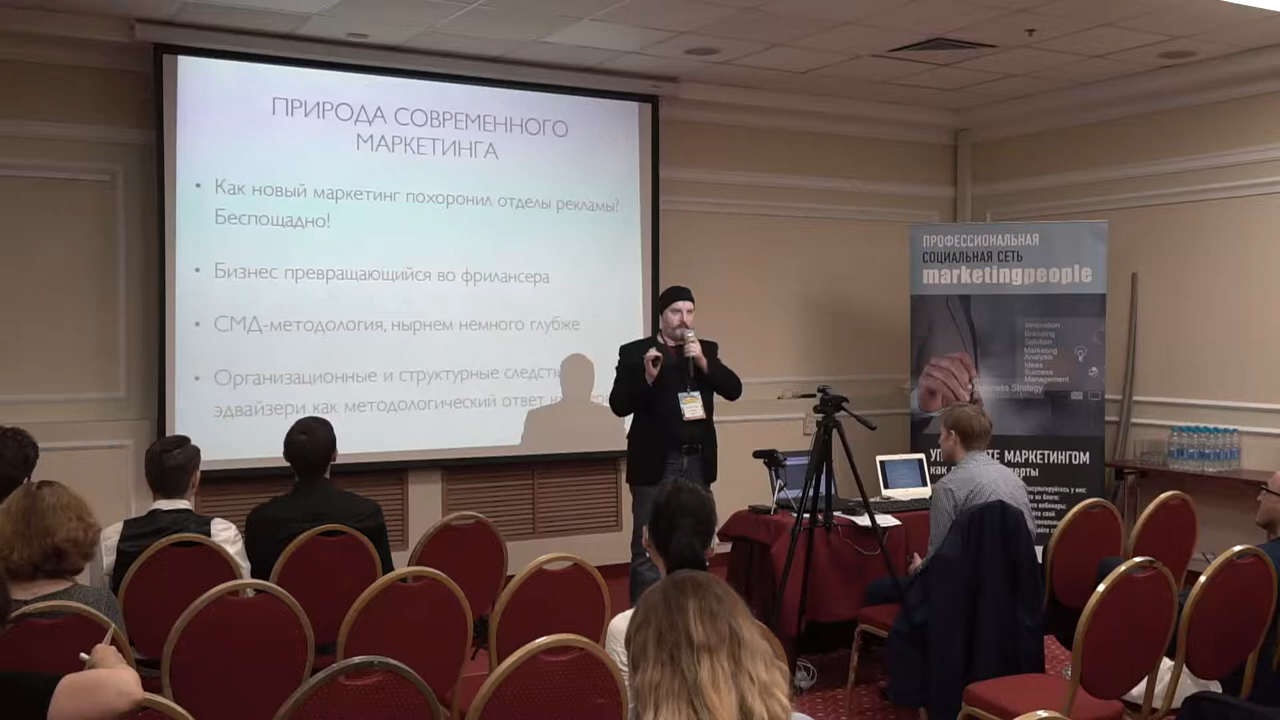 ПРИРОДА СОВРЕМЕННОГО
МАРКЕТИНГА
• Как новый маркетинг похоронил отделы рекламы?
Беспощадно!
• Бизнес превращающийся во фрилансера
• СМД-методология, нырнем немного глубже
• Организационные и структурные
эдвайзери как методологический ответ
ПРОФЕССИОНАЛЬНАЯ
СОЦИАЛЬНАЯ СЕТЬ
marketingpeople
Innovation
Branding
Solution
Marketing
Analysis
Ideas
Success
Management
Business Strategy
МАРКЕТИНГОМ
как